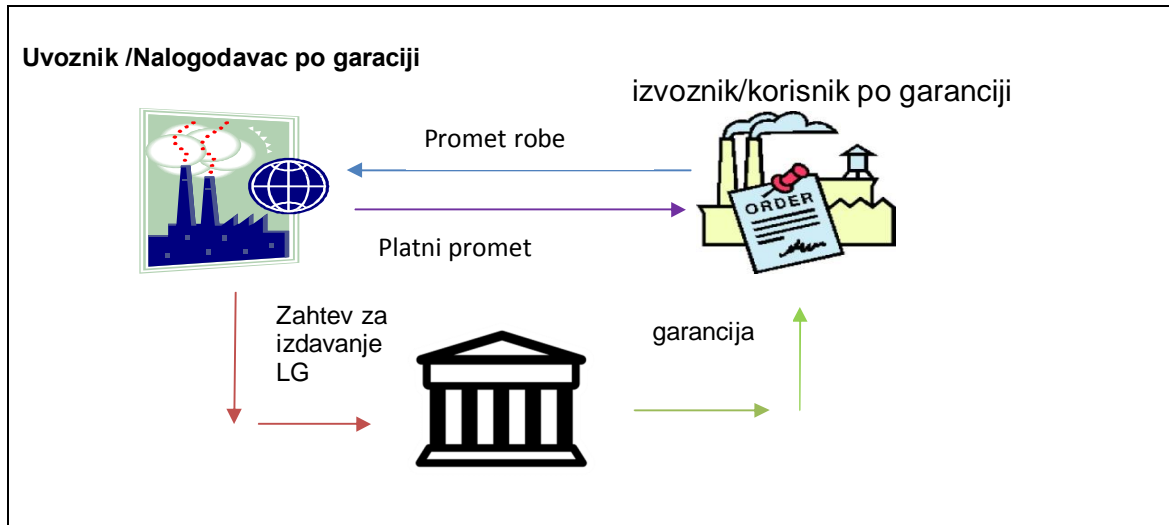 Uvoznik /Nalogodavac po garaciji
izvoznik/korisnik po garanciji
Promet robe
ORDER
Platni promet
Zahtev za
izdavanje
LG
garancija